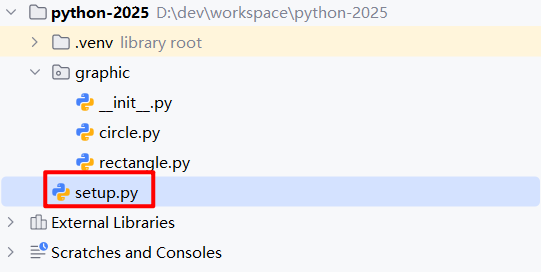 python-2025 D:\dev\workspace\python-2025
.venv library root
graphic
__init__.py
circle.py
rectangle.py
setup.py
External Libraries
Scratches and Consoles